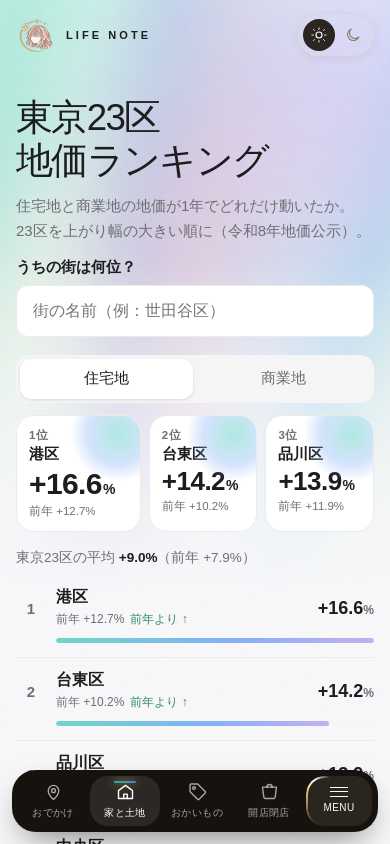 LIFE NOTE
東京23区
地価ランキング
住宅地と商業地の地価が1年でどれだけ動いたか。
23区を上がり幅の大きい順に（令和8年地価公示）。
うちの街は何位？
街の名前（例：世田谷区）
住宅地 商業地
1位 2位 3位
港区 台東区 品川区
+16.6% +14.2% +13.9%
前年 +12.7% 前年 +10.2% 前年 +11.9%
東京23区の平均 +9.0%（前年 +7.9%）
港区
1 +16.6%
前年 +12.7% 前年より ↑
台東区
2 +14.2%
前年 +10.2% 前年より ↑
品川区
おでかけ 家と土地 おかいもの 開店閉店 MENU